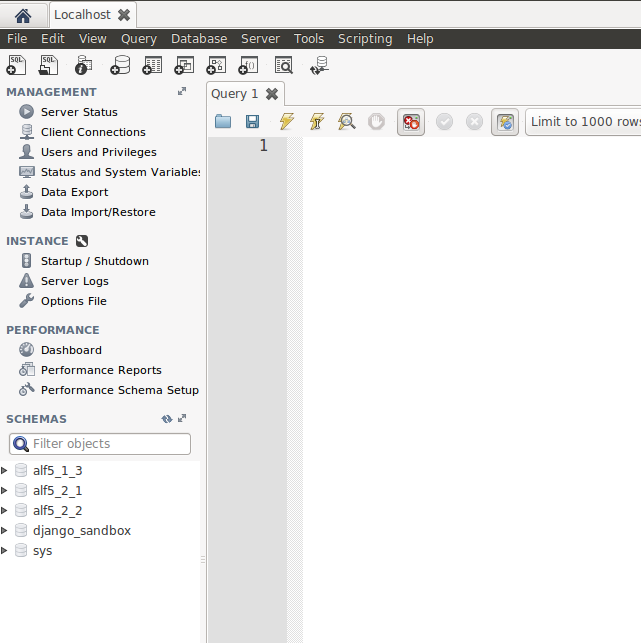 Localhost
File Edit View Query Database Server Tools Scripting Help
SQL SQL
MANAGEMENT
Query 1
Server Status
Client Connections
Users and Privileges
Status and System Variables
Data Export
Data Import/Restore
Limit to 1000 rows
1
INSTANCE
Startup / Shutdown
Server Logs
Options File
PERFORMANCE
Dashboard
Performance Reports
Performance Schema Setup
SCHEMAS
Filter objects
alf5_1_3
alf5_2_1
alf5_2_2
django_sandbox
sys